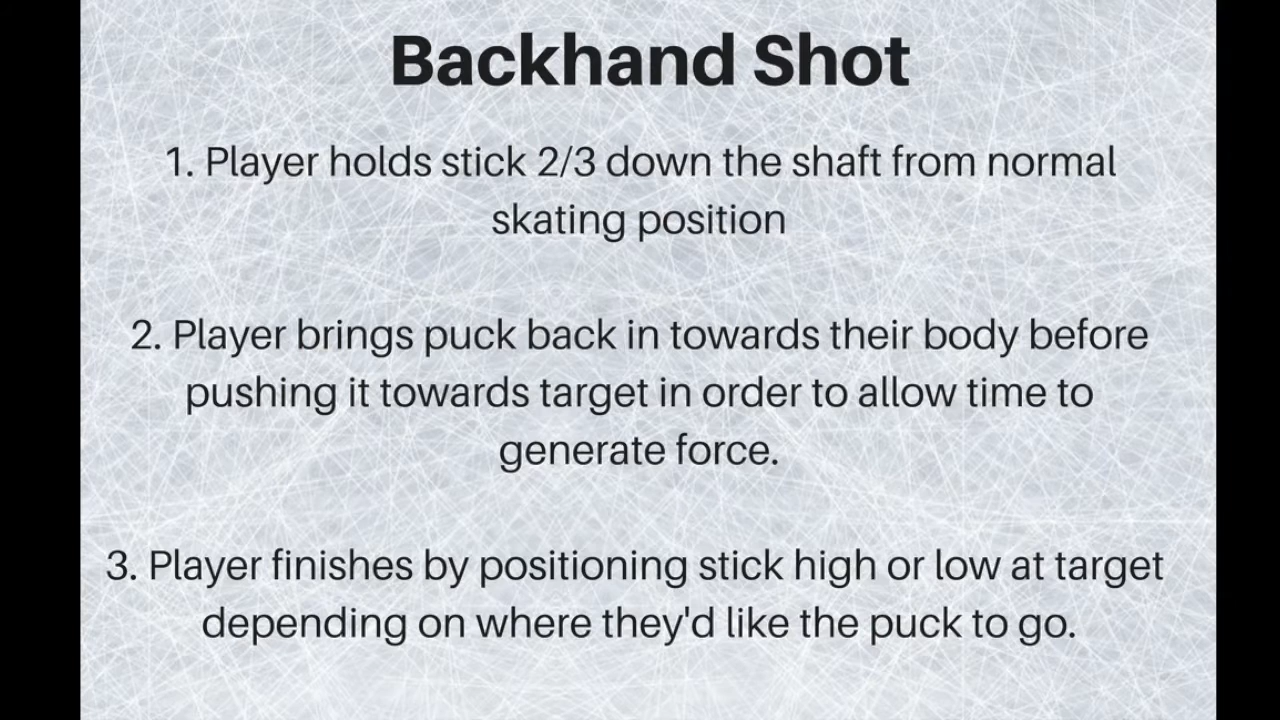 Backhand Shot
1. Player holds stick 2/3 down the shaft from normal
skating position
2. Player brings puck back in towards their body before
pushing it towards target in order to allow time to
generate force.
3. Player finishes by positioning stick high or low at target
depending on where they'd like the puck to go.